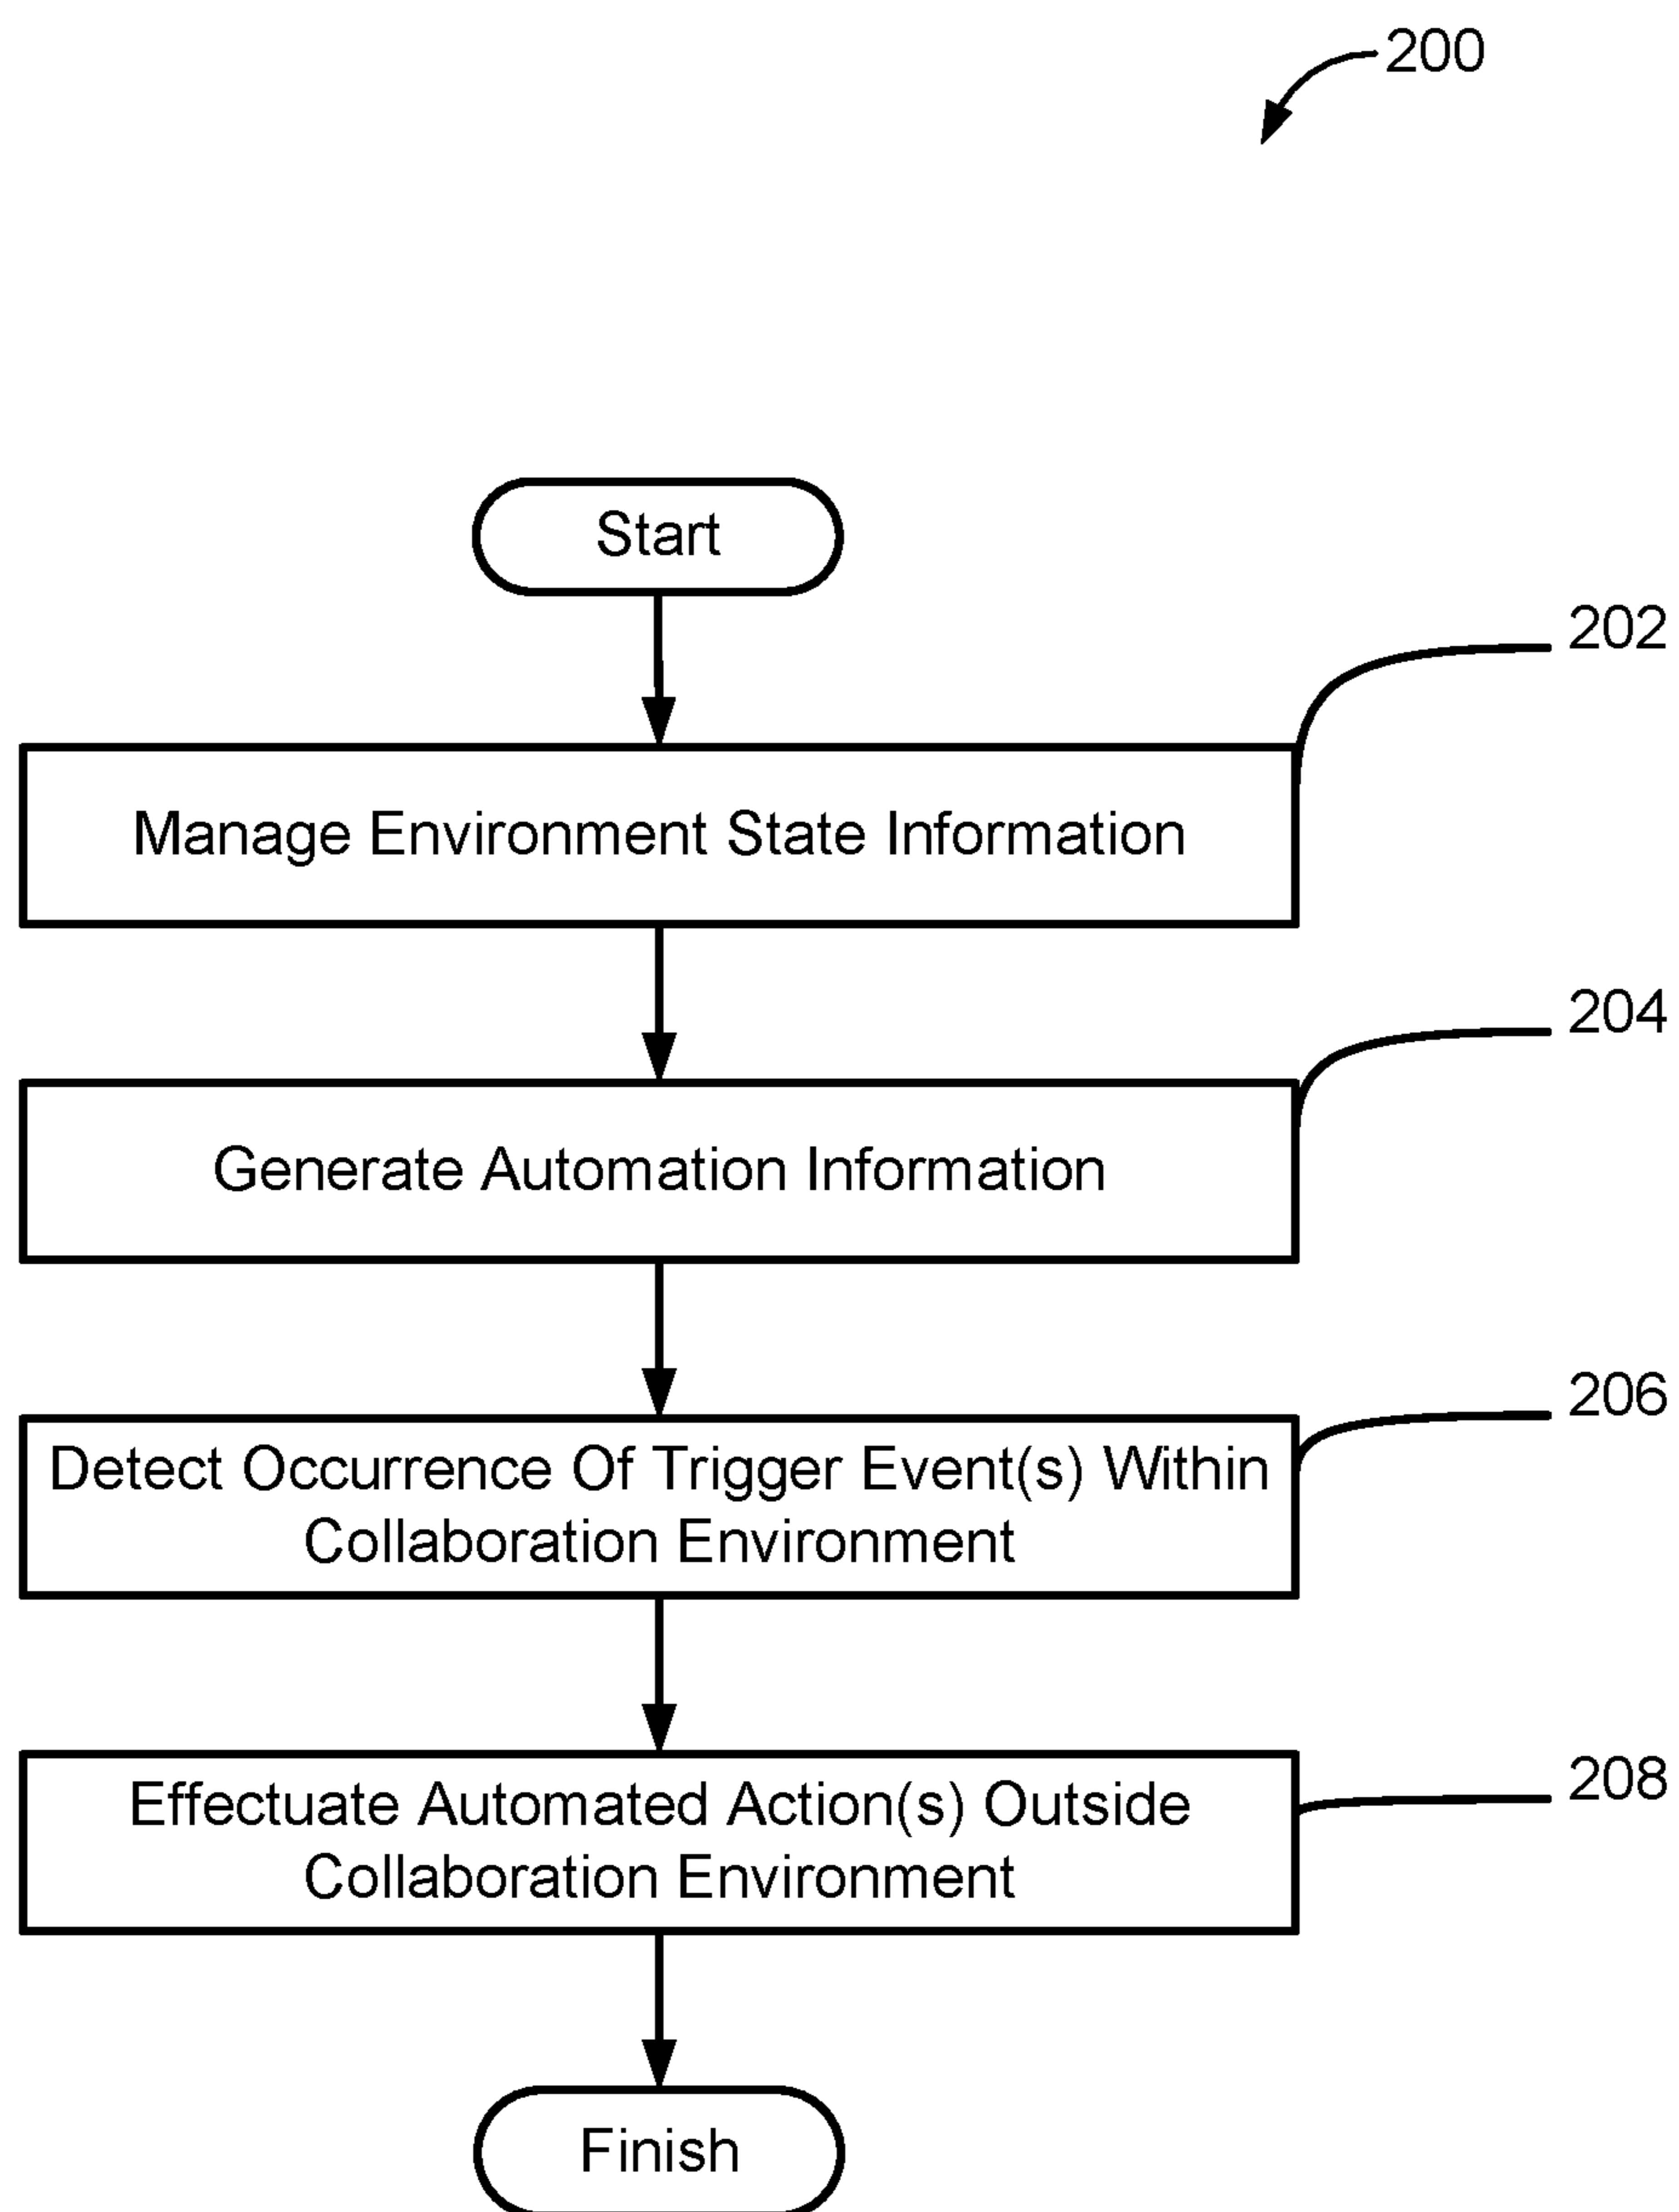 200
Start
202
Manage Environment State Information
204
Generate Automation Information
206
Detect Occurrence Of Trigger Event(s) Within
Collaboration Environment
208
Effectuate Automated Action(s) Outside
Collaboration Environment
Finish